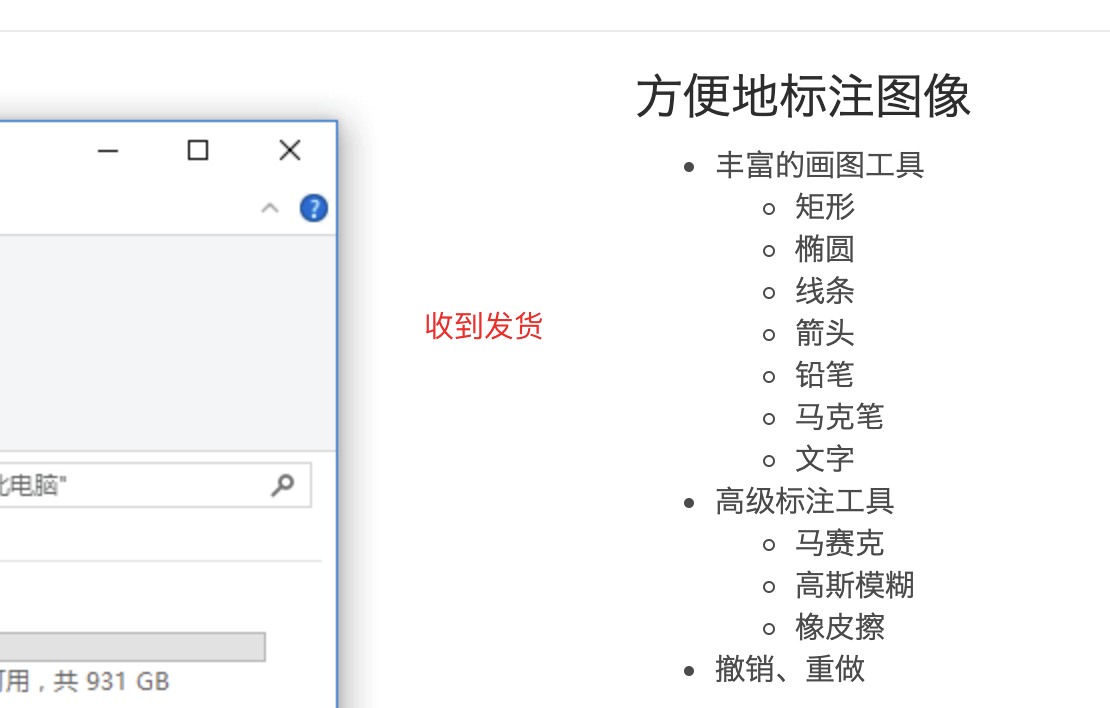 方便地标注图像
丰富的画图工具
矩形
椭圆
线条
箭头
铅笔
马克笔
文字
高级标注工具
马赛克
高斯模糊
橡皮擦
撤销、重做
收到发货
?
此电脑"
可用，共 931 GB